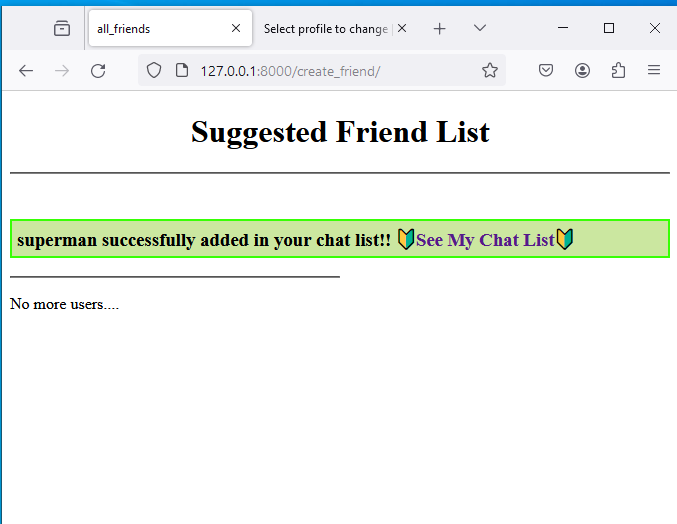 all_friends
Select profile to change
127.0.0.1:8000/create_friend/
Suggested Friend List
superman successfully added in your chat list!! 🔰See My Chat List🔰
No more users....